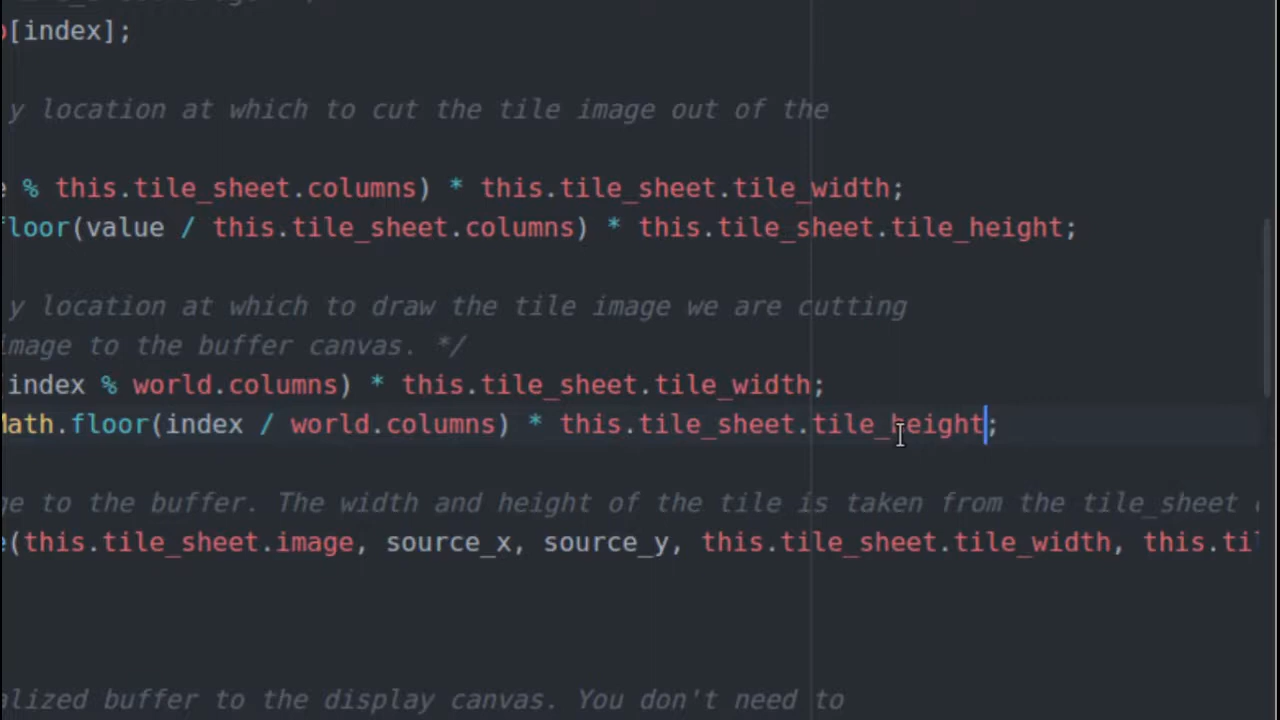 [index];
y location at which to cut the tile image out of the
% this.tile_sheet.columns) * this.tile_sheet.tile_width;
floor(value / this.tile_sheet.columns) * this.tile_sheet.tile_height;
y location at which to draw the tile image we are cutting
image to the buffer canvas. */
index % world.columns) * this.tile_sheet.tile_width;
Math.floor(index / world.columns) * this.tile_sheet.tile_height;
ge to the buffer. The width and height of the tile is taken from the tile_sheet
e(this.tile_sheet.image, source_x, source_y, this.tile_sheet.tile_width, this.til
alized buffer to the display canvas. You don't need to